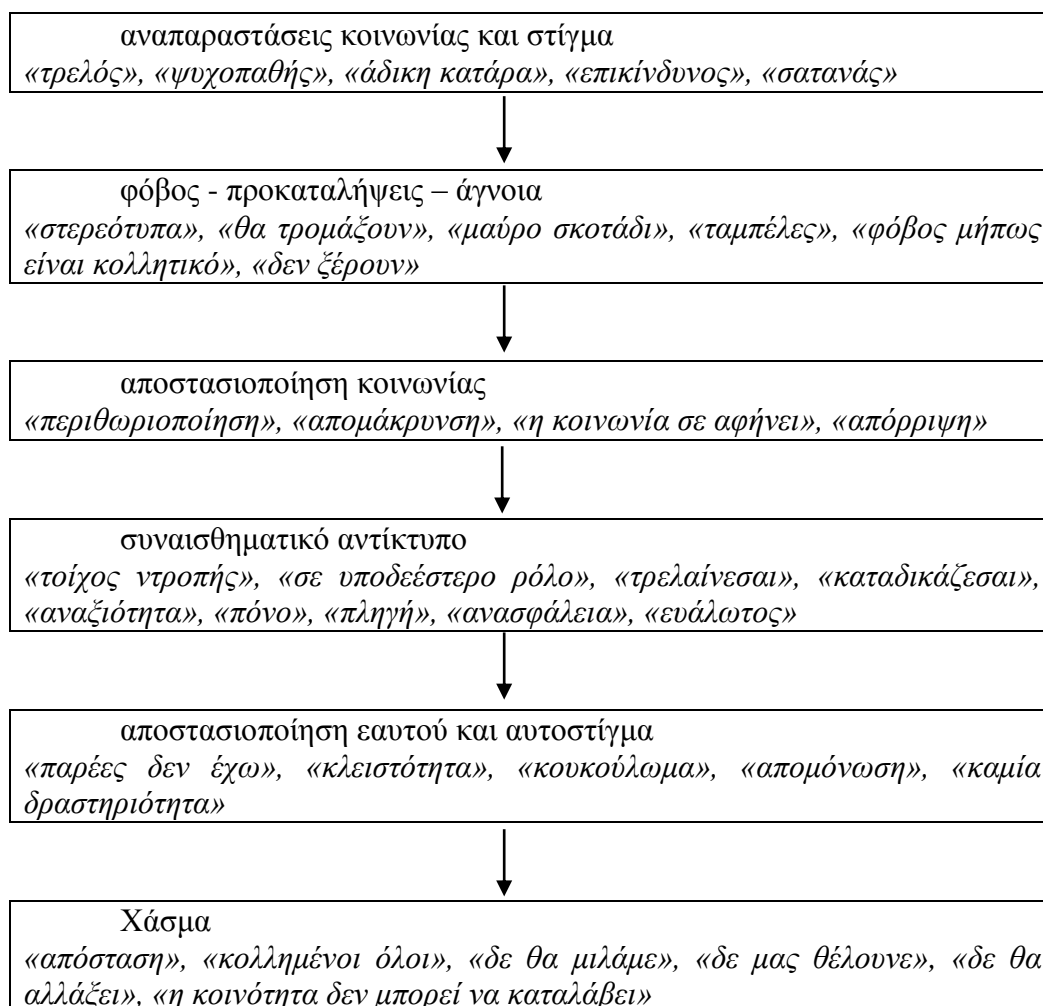 αναπαραστάσεις κοινωνίας και στίγμα
«τρελός», «ψυχοπαθής», «άδικη κατάρα», «επικίνδυνος», «σατανάς»
φόβος - προκαταλήψεις – άγνοια
«στερεότυπα», «θα τρομάξουν», «μαύρο σκοτάδι», «ταμπέλες», «φόβος μήπως
είναι κολλητικό», «δεν ξέρουν»
αποστασιοποίηση κοινωνίας
«περιθωριοποίηση», «απομάκρυνση», «η κοινωνία σε αφήνει», «απόρριψη»
συναισθηματικό αντίκτυπο
«τοίχος ντροπής», «σε υποδεέστερο ρόλο», «τρελαίνεσαι», «καταδικάζεσαι»,
«αναξιότητα», «πόνο», «πληγή», «ανασφάλεια», «ευάλωτος»
αποστασιοποίηση εαυτού και αυτοστίγμα
«παρέες δεν έχω», «κλειστότητα», «κουκούλωμα», «απομόνωση», «καμία
δραστηριότητα»
Χάσμα
«απόσταση», «κολλημένοι όλοι», «δε θα μιλάμε», «δε μας θέλουνε», «δε θα
αλλάξει», «η κοινότητα δεν μπορεί να καταλάβει»